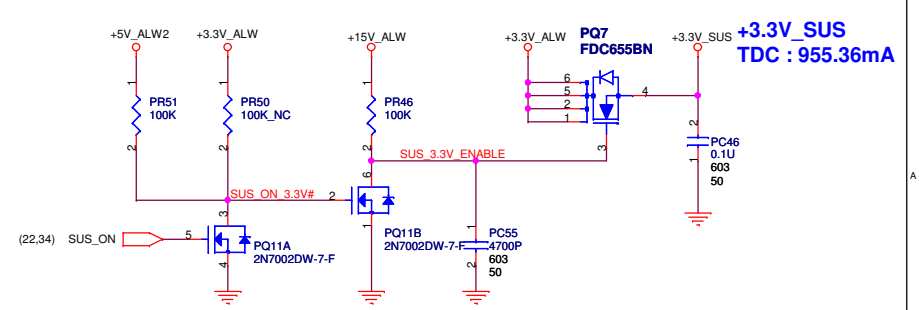 +5V_ALW2
+3.3V_ALW
+15V_ALW
+3.3V_ALW
PQ7
FDC655BN
+3.3V_SUS
+3.3V_SUS
TDC : 955.36mA
1
1
1
6
5
2
1
4
3
PR51
100K
PR50
100K_NC
PR46
100K
2
2
2
2
PC46
0.1U
603
50
1
SUS_3.3V_ENABLE
A
SUS_ON_3.3V#
2
6
1
3
PQ11B
2N7002DW-7-F
1
PC55
4700P
603
50
2
(22,34)
SUS_ON
5
4
PQ11A
2N7002DW-7-F